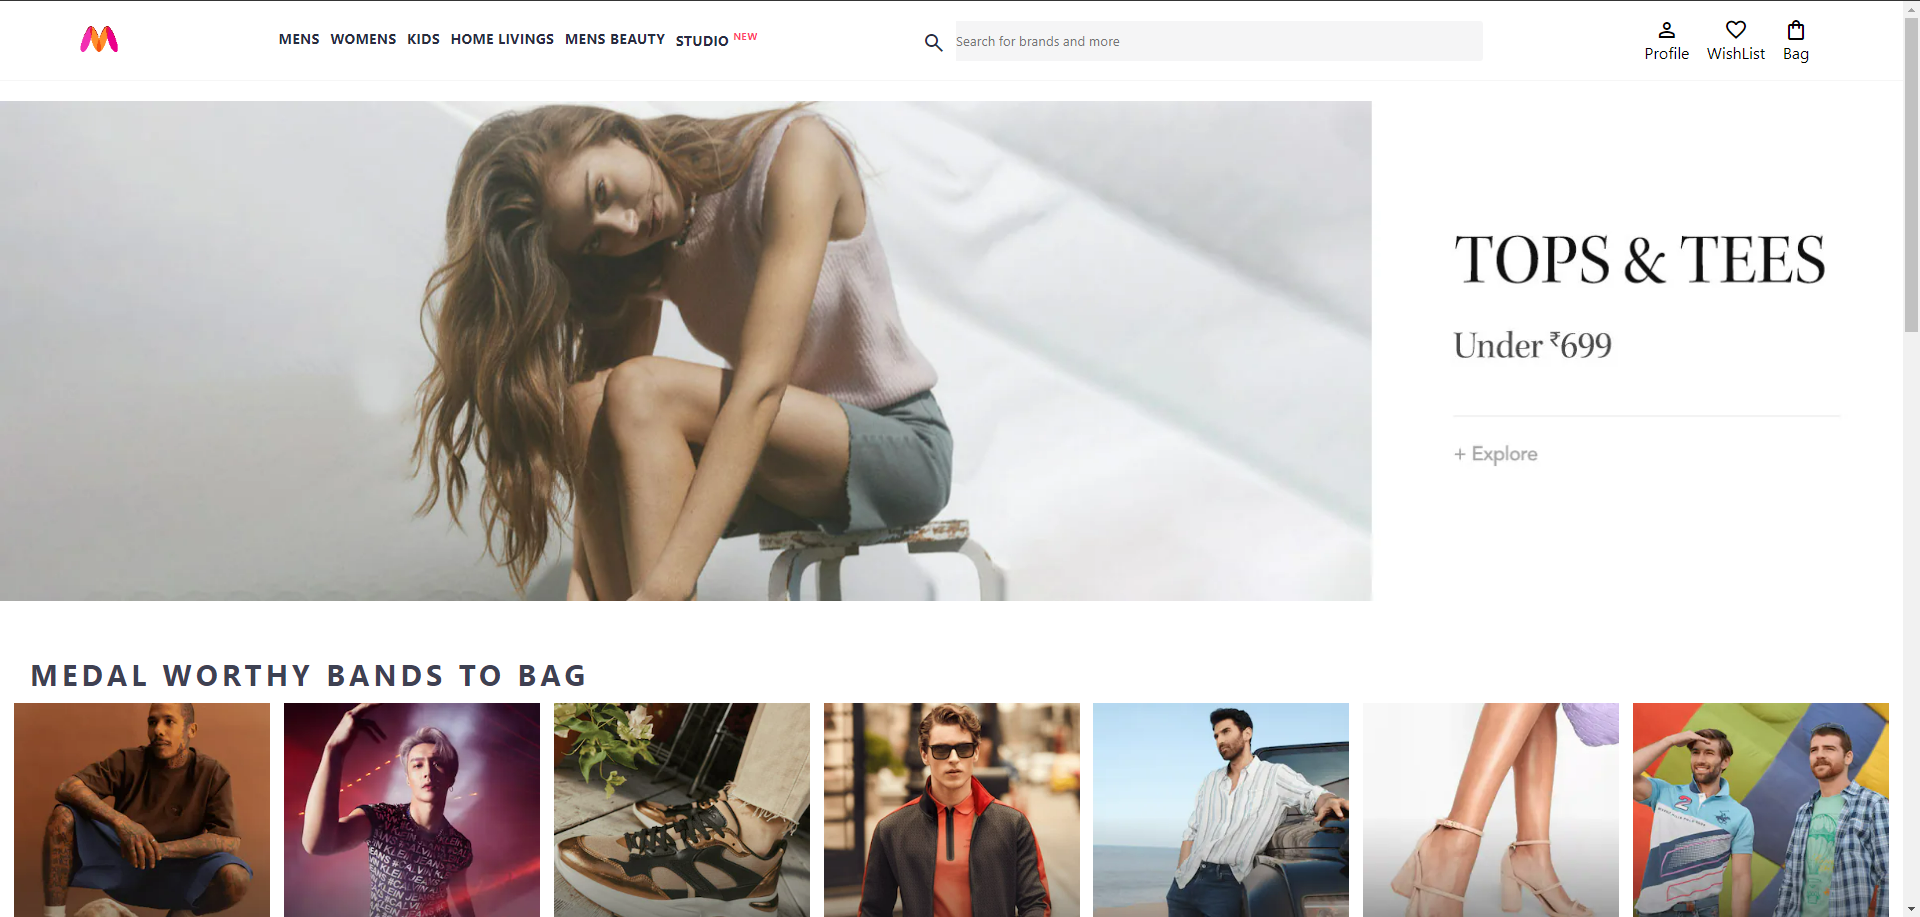 MENS WOMENS KIDS HOME LIVINGS MENS BEAUTY STUDIO NEW
Search for brands and more
Profile WishList Bag
TOPS & TEES
Under ₹699
+ Explore
MEDAL WORTHY BANDS TO BAG